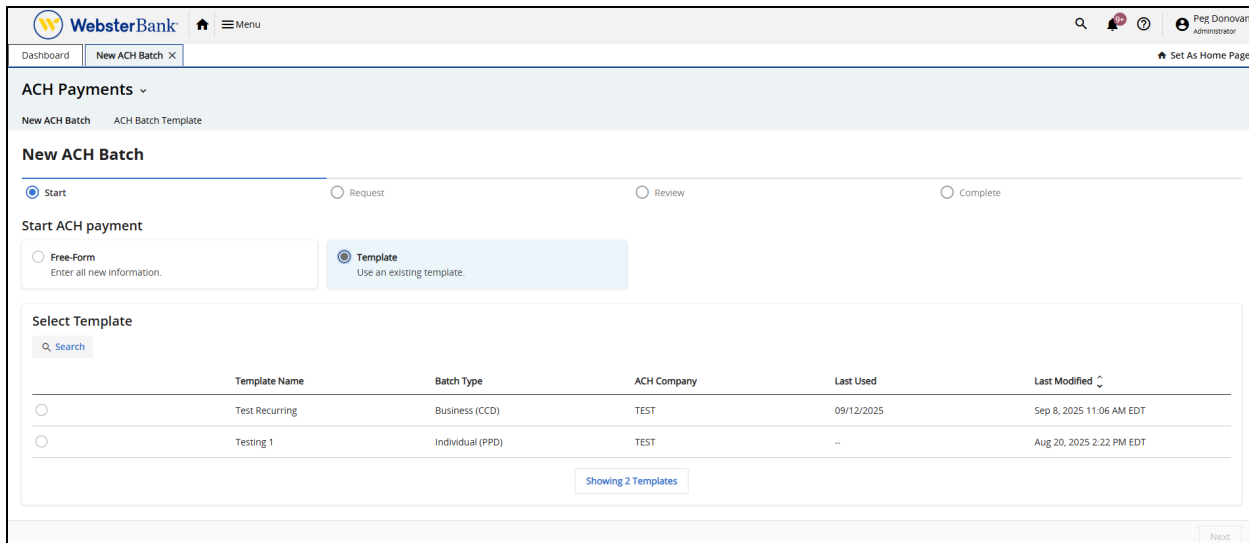 WebsterBank Menu 9+ Peg Donovan
Administrator
Dashboard New ACH Batch Set As Home Page
ACH Payments
New ACH Batch ACH Batch Template
New ACH Batch
Start Request Review Complete
Start ACH payment
Free-Form Template
Enter all new information. Use an existing template.
Select Template
Search
Template Name Batch Type ACH Company Last Used Last Modified
Test Recurring Business (CCD) TEST 09/12/2025 Sep 8, 2025 11:06 AM EDT
Testing 1 Individual (PPD) TEST -- Aug 20, 2025 2:22 PM EDT
Showing 2 Templates
Next